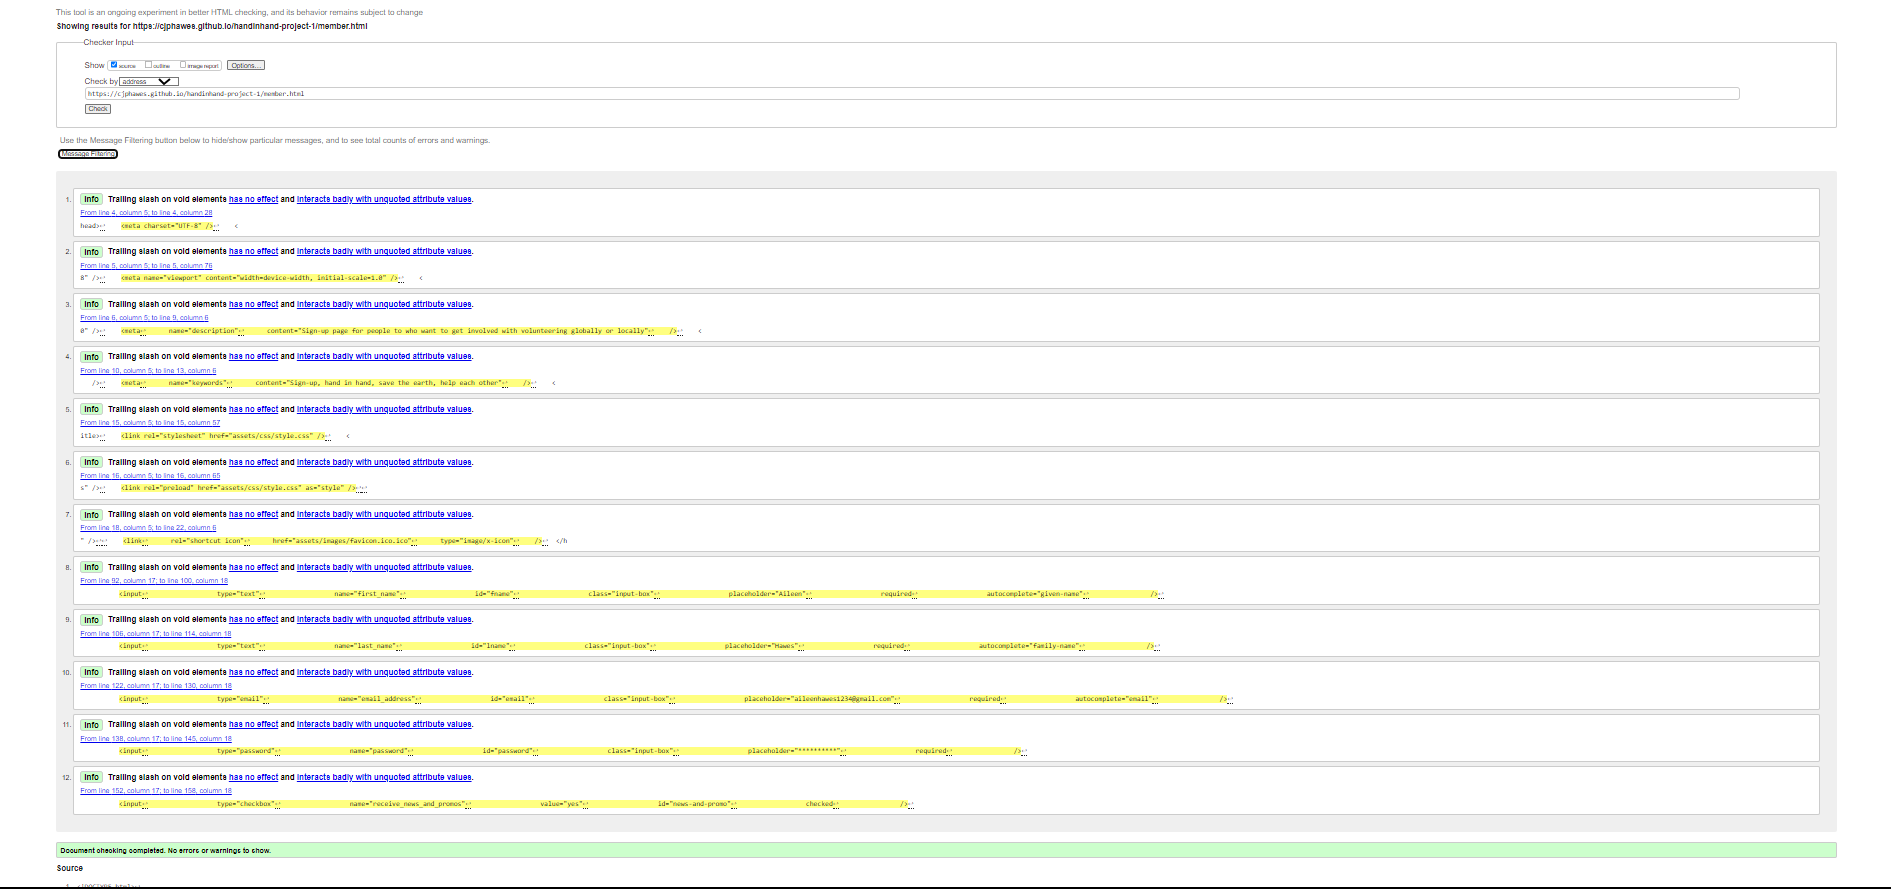 This tool is an ongoing experiment in better HTML checking, and its behavior remains subject to change
Showing results for https://cjphawes.github.io/handinhand-project-1/member.html
Checker Input
Show source outline image report Options...
Check by address
https://cjphawes.github.io/handinhand-project-1/member.html
Check
Use the Message Filtering button below to hide/show particular messages, and to see total counts of errors and warnings.
Message Filtering
1. Info Trailing slash on void elements has no effect and interacts badly with unquoted attribute values.
From line 4, column 5; to line 4, column 28
head>↩ <meta charset="UTF-8" />↩ <
2. Info Trailing slash on void elements has no effect and interacts badly with unquoted attribute values.
From line 5, column 5; to line 5, column 76
8" />↩ <meta name="viewport" content="width=device-width, initial-scale=1.0" />↩ <
3. Info Trailing slash on void elements has no effect and interacts badly with unquoted attribute values.
From line 6, column 5; to line 9, column 6
0" />↩ <meta↩ name="description"↩ content="Sign-up page for people to who want to get involved with volunteering globally or locally"↩ />↩ <
4. Info Trailing slash on void elements has no effect and interacts badly with unquoted attribute values.
From line 10, column 5; to line 13, column 6
/>↩ <meta↩ name="keywords"↩ content="Sign-up, hand in hand, save the earth, help each other"↩ />↩ <
5. Info Trailing slash on void elements has no effect and interacts badly with unquoted attribute values.
From line 15, column 5; to line 15, column 57
itle>↩ <link rel="stylesheet" href="assets/css/style.css" />↩ <
6. Info Trailing slash on void elements has no effect and interacts badly with unquoted attribute values.
From line 16, column 5; to line 16, column 65
s" />↩ <link rel="preload" href="assets/css/style.css" as="style" />↩↩
7. Info Trailing slash on void elements has no effect and interacts badly with unquoted attribute values.
From line 18, column 5; to line 22, column 6
" />↩↩ <link↩ rel="shortcut icon"↩ href="assets/images/favicon.ico.ico"↩ type="image/x-icon"↩ />↩ </h
8. Info Trailing slash on void elements has no effect and interacts badly with unquoted attribute values.
From line 92, column 17; to line 100, column 18
<input↩ type="text"↩ name="first_name"↩ id="fname"↩ class="input-box"↩ placeholder="Aileen"↩ required↩ autocomplete="given-name"↩ />↩
9. Info Trailing slash on void elements has no effect and interacts badly with unquoted attribute values.
From line 106, column 17; to line 114, column 18
<input↩ type="text"↩ name="last_name"↩ id="lname"↩ class="input-box"↩ placeholder="Hawes"↩ required↩ autocomplete="family-name"↩ />↩
10. Info Trailing slash on void elements has no effect and interacts badly with unquoted attribute values.
From line 122, column 17; to line 130, column 18
<input↩ type="email"↩ name="email_address"↩ id="email"↩ class="input-box"↩ placeholder="aileenhawes1234@gmail.com"↩ required↩ autocomplete="email"↩ />↩
11. Info Trailing slash on void elements has no effect and interacts badly with unquoted attribute values.
From line 138, column 17; to line 145, column 18
<input↩ type="password"↩ name="password"↩ id="password"↩ class="input-box"↩ placeholder="**********"↩ required↩ />↩
12. Info Trailing slash on void elements has no effect and interacts badly with unquoted attribute values.
From line 152, column 17; to line 158, column 18
<input↩ type="checkbox"↩ name="receive_news_and_promos"↩ value="yes"↩ id="news-and-promo"↩ checked↩ />↩
Document checking completed. No errors or warnings to show.
Source
1. <!DOCTYPE html>↩